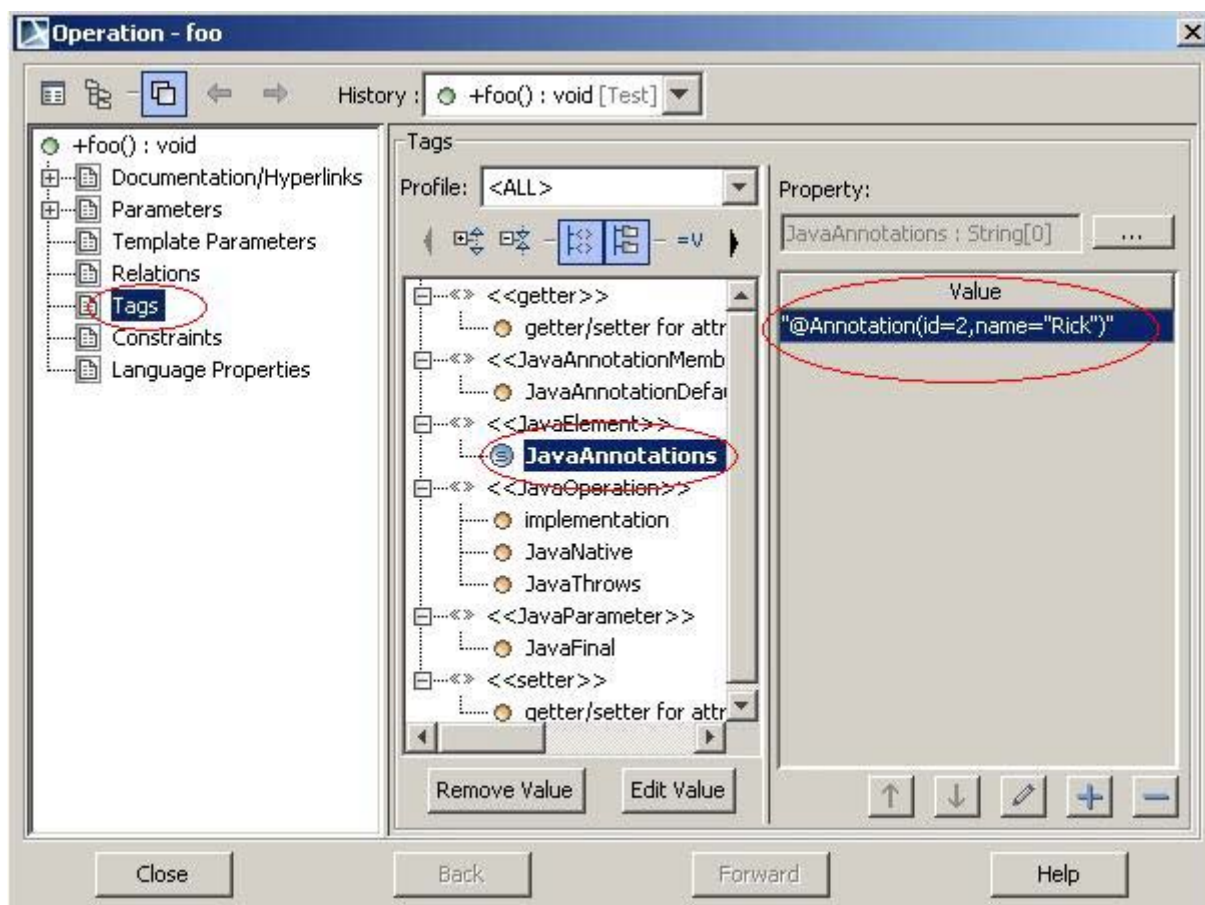 Operation - foo
History : +foo() : void [Test]
+foo() : void
Documentation/Hyperlinks
Parameters
Template Parameters
Relations
Tags
Constraints
Language Properties
Tags
Profile: <ALL>
=V
<<getter>>
getter/setter for attr
<<JavaAnnotationMemb
JavaAnnotationDefau
<<JavaElement>>
JavaAnnotations
<<JavaOperation>>
implementation
JavaNative
JavaThrows
<<JavaParameter>>
JavaFinal
<<setter>>
getter/setter for attr
Remove Value
Edit Value
Property:
JavaAnnotations : String[0]
...
Value
"@Annotation(id=2,name="Rick")"
Close
Back
Forward
Help